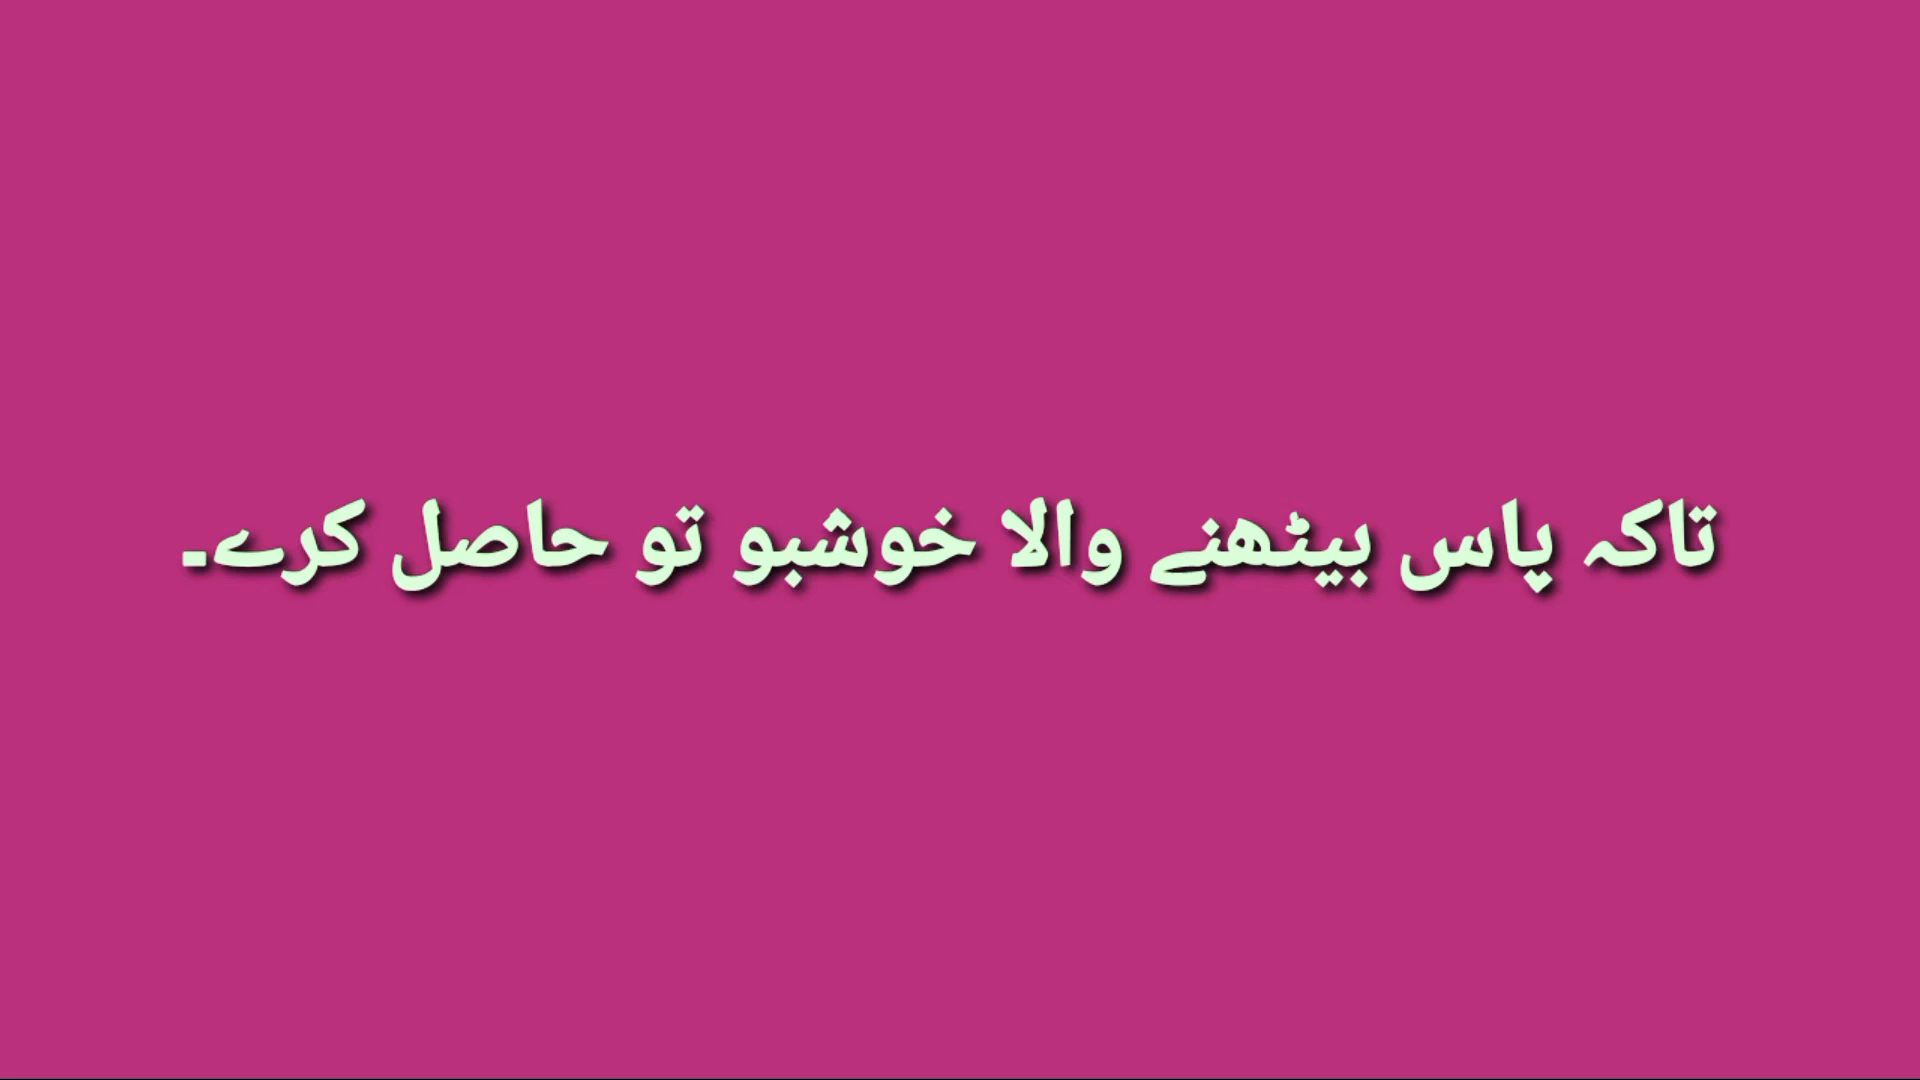 تاکہ پاس بیٹھنے والا خوشبو تو حاصل کرے۔